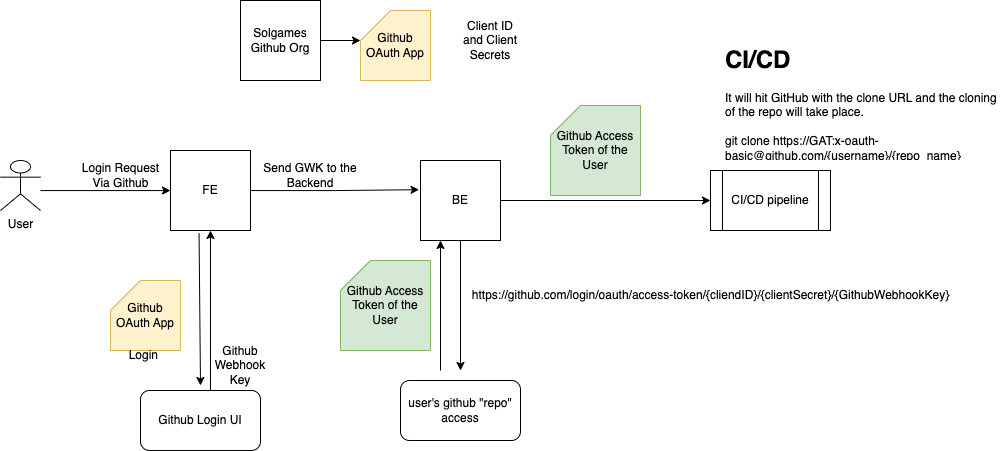 Solgames
Github Org
Github
OAuth App
Client ID
and Client
Secrets
CI/CD
It will hit GitHub with the clone URL and the cloning
of the repo will take place.
git clone https://GAT:x-oauth-
basic@github.com/{username}/{repo_name}
Github Access
Token of the
User
Login Request
Via Github
FE
Send GWK to the
Backend
BE
CI/CD pipeline
User
Github Access
Token of the
User
https://github.com/login/oauth/access-token/{cliendID}/{clientSecret}/{GithubWebhookKey}
Github
OAuth App
Login
Github
Webhook
Key
Github Login UI
user's github "repo"
access